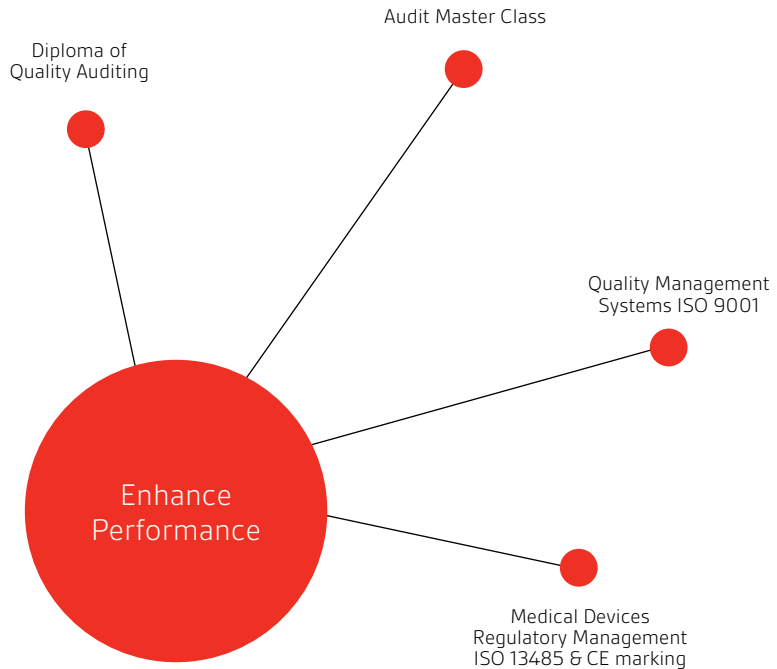 Audit Master Class
Diploma of
Quality Auditing
Quality Management
Systems ISO 9001
Enhance
Performance
Medical Devices
Regulatory Management
ISO 13485 & CE marking